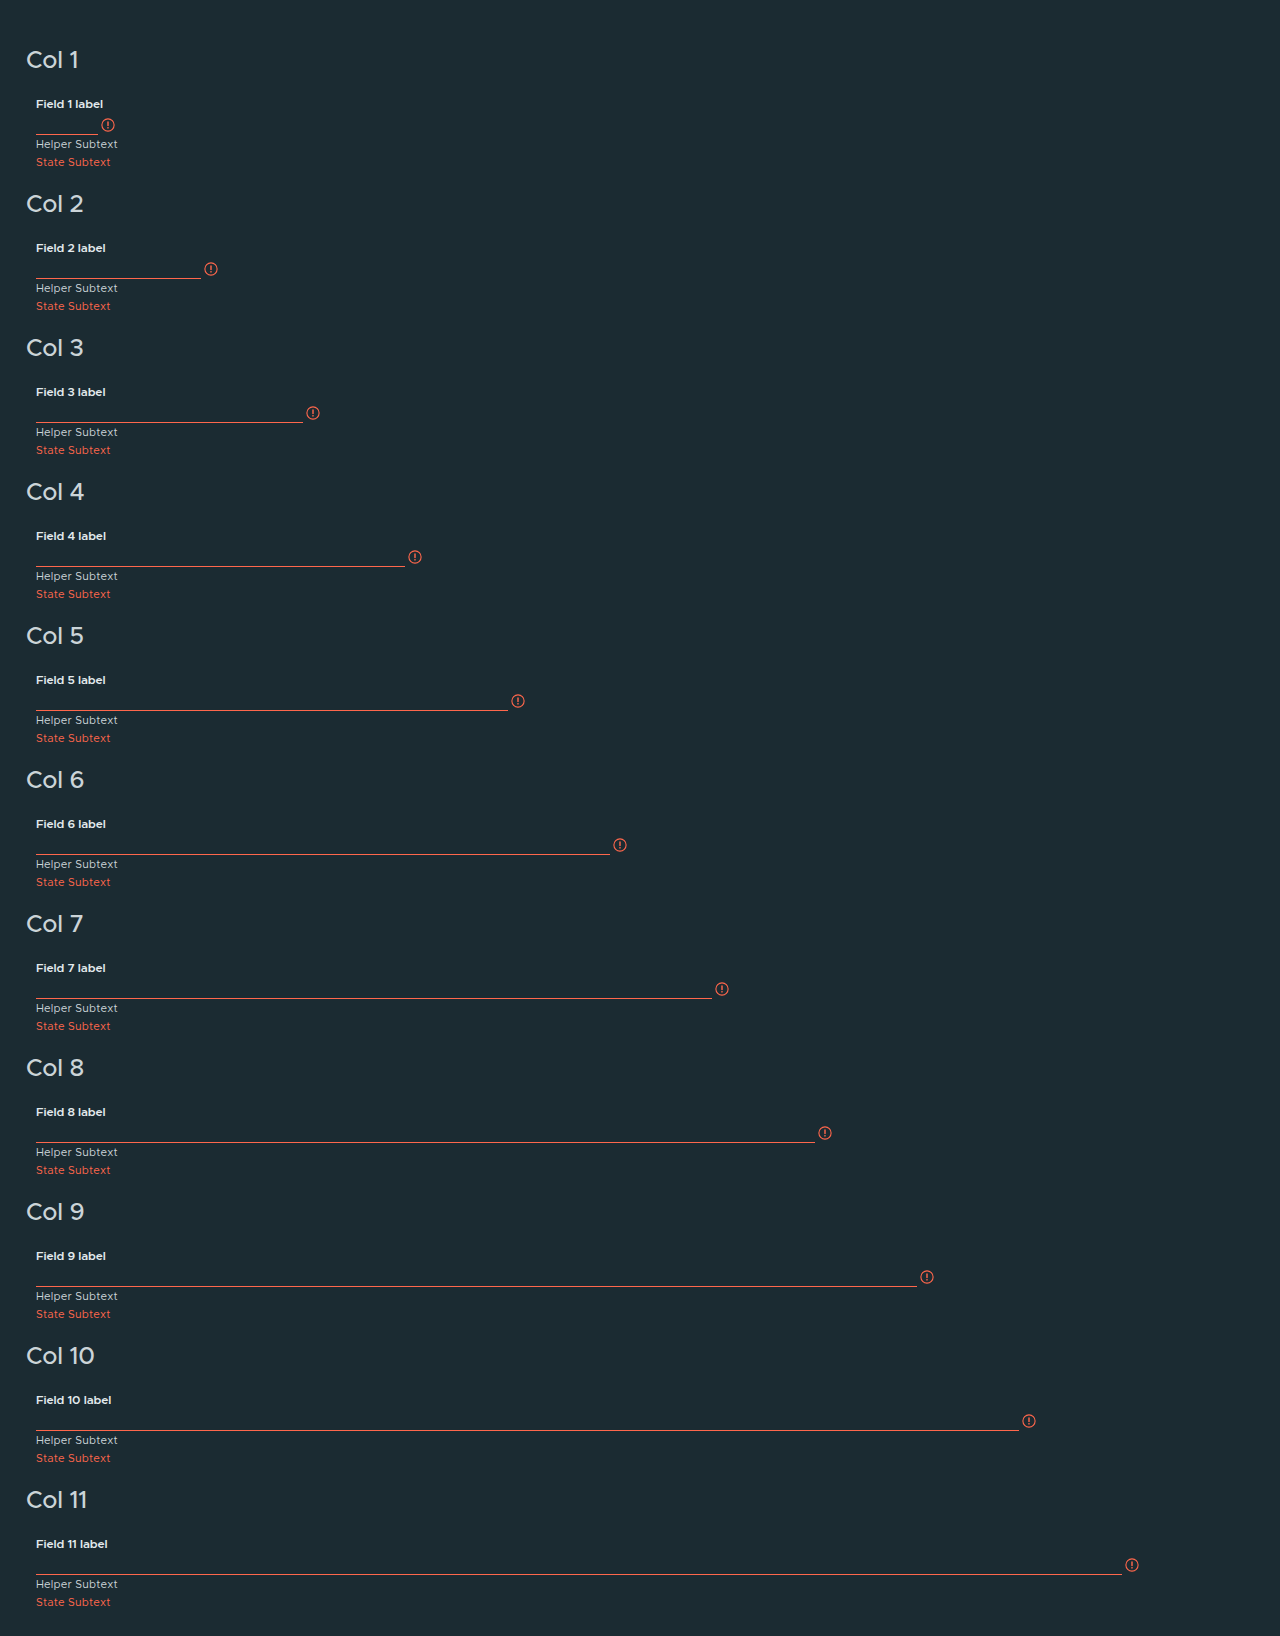 Col 1
Field 1 label
Helper Subtext
State Subtext
Col 2
Field 2 label
Helper Subtext
State Subtext
Col 3
Field 3 label
Helper Subtext
State Subtext
Col 4
Field 4 label
Helper Subtext
State Subtext
Col 5
Field 5 label
Helper Subtext
State Subtext
Col 6
Field 6 label
Helper Subtext
State Subtext
Col 7
Field 7 label
Helper Subtext
State Subtext
Col 8
Field 8 label
Helper Subtext
State Subtext
Col 9
Field 9 label
Helper Subtext
State Subtext
Col 10
Field 10 label
Helper Subtext
State Subtext
Col 11
Field 11 label
Helper Subtext
State Subtext